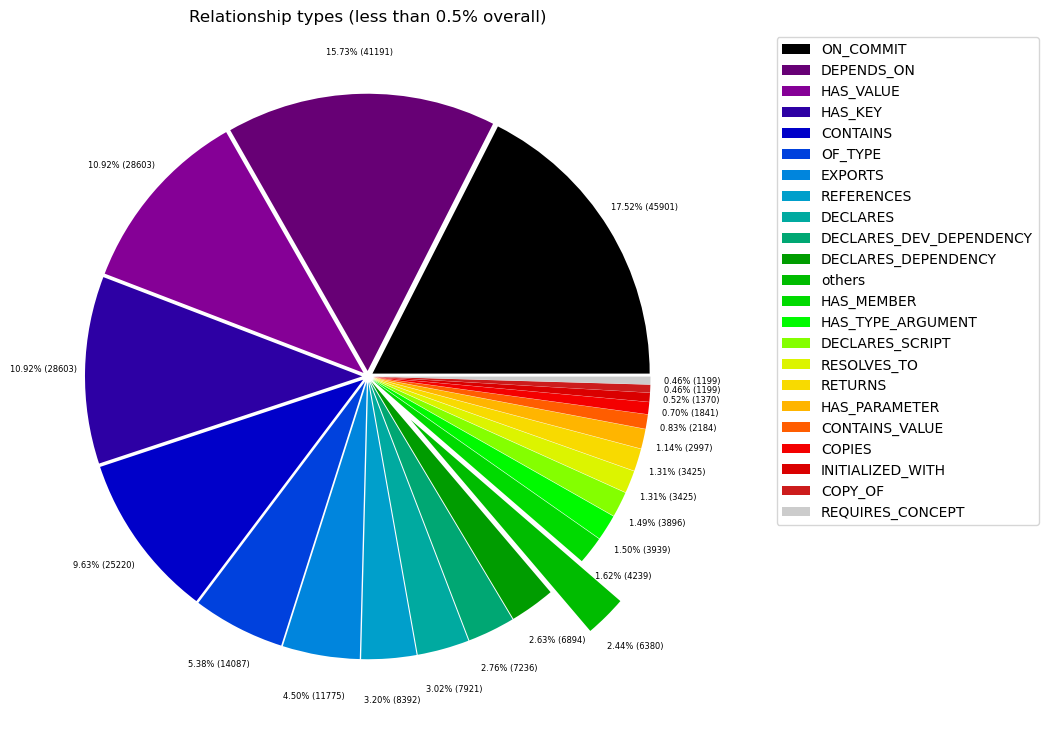 Relationship types (less than 0.5% overall)
17.52% (45901)
15.73% (41191)
10.92% (28603)
10.92% (28603)
9.63% (25220)
5.38% (14087)
4.50% (11775)
3.20% (8392)
3.02% (7921)
2.76% (7236)
2.63% (6894)
2.44% (6380)
1.62% (4239)
1.50% (3939)
1.49% (3896)
1.31% (3425)
1.31% (3425)
1.14% (2997)
0.83% (2184)
0.70% (1841)
0.52% (1370)
0.46% (1199)
0.46% (1199)
ON_COMMIT
DEPENDS_ON
HAS_VALUE
HAS_KEY
CONTAINS
OF_TYPE
EXPORTS
REFERENCES
DECLARES
DECLARES_DEV_DEPENDENCY
DECLARES_DEPENDENCY
others
HAS_MEMBER
HAS_TYPE_ARGUMENT
DECLARES_SCRIPT
RESOLVES_TO
RETURNS
HAS_PARAMETER
CONTAINS_VALUE
COPIES
INITIALIZED_WITH
COPY_OF
REQUIRES_CONCEPT